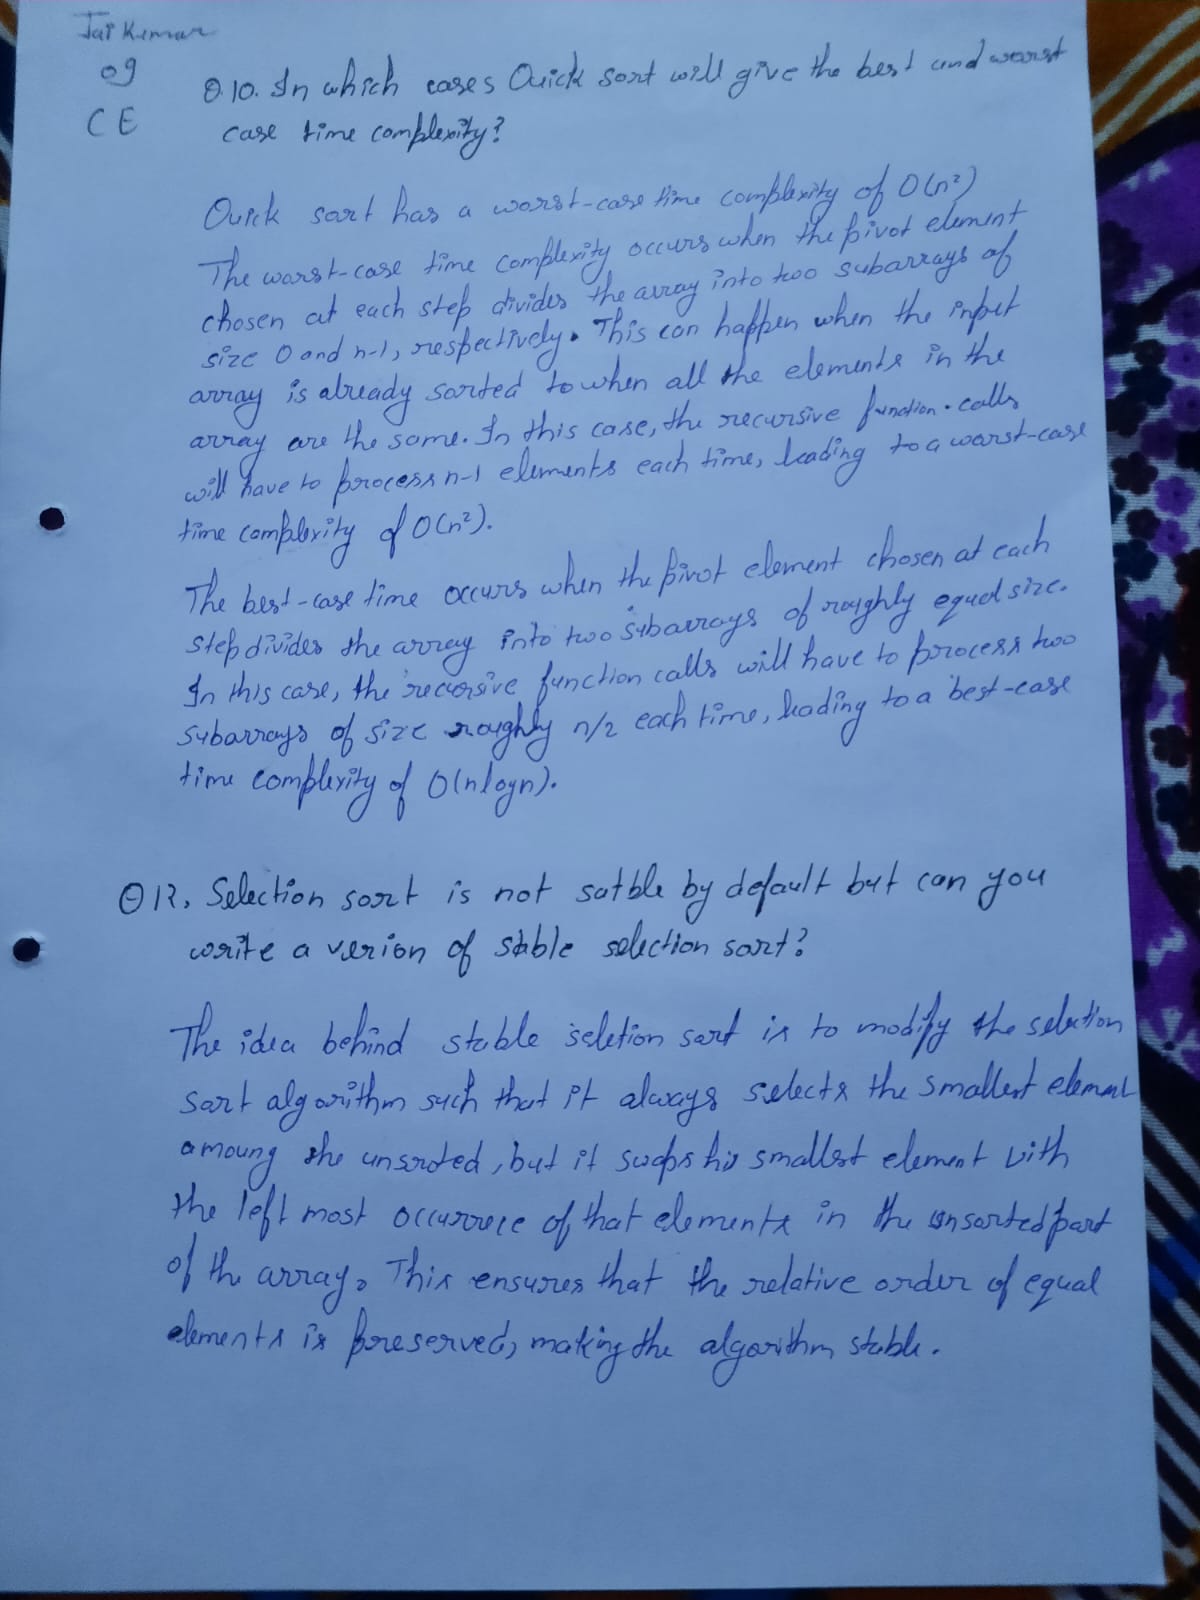 Jai Kumar
09
CE
Q.10. In which cases Quick sort will give the best and worst
case time complexity?
Quick sort has a worst-case time complexity of O(n²)
The worst-case time complexity occurs when the pivot element
chosen at each step divides the array into two subarrays of
size 0 and n-1, respectively. This can happen when the input
array is already sorted to when all the elements in the
array are the same. In this case, the recursive function calls
will have to process n-1 elements each time, leading to a worst-case
time complexity of O(n²).
The best-case time occurs when the pivot element chosen at each
step divides the array into two subarrays of roughly equal size.
In this case, the recursive function calls will have to process two
subarrays of size roughly n/2 each time, leading to a best-case
time complexity of O(nlogn).
Q12. Selection sort is not satble by default but can you
write a verion of stable selection sort?
The idea behind stable seletion sort is to modify the selection
sort algorithm such that it always selects the smallest element
amoung the unsroted, but it swaps his smallest element with
the left most occurrece of that elements in the unsorted part
of th array. This ensures that the relative order of equal
elements is preserved, making the algorithm stable.